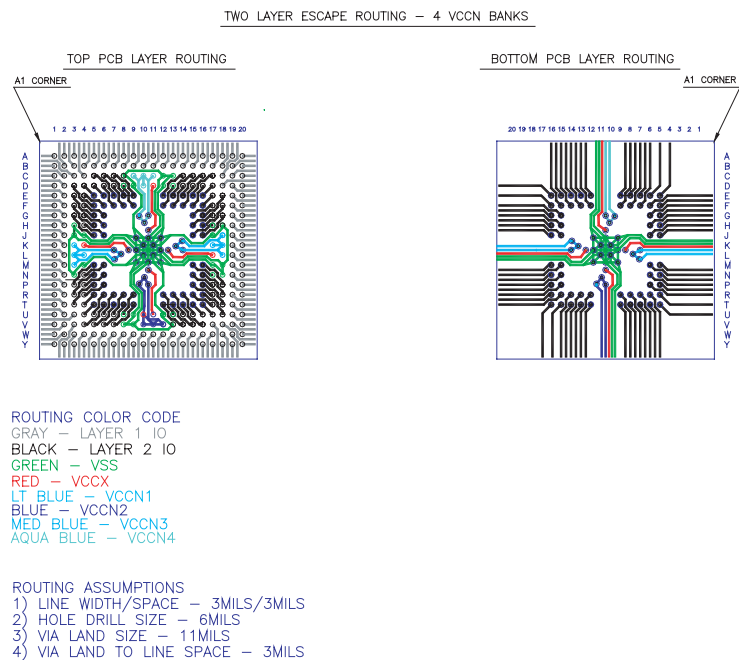 TWO LAYER ESCAPE ROUTING – 4 VCCN BANKS
TOP PCB LAYER ROUTING
BOTTOM PCB LAYER ROUTING
A1 CORNER
A1 CORNER
1 2 3 4 5 6 7 8 9 10 11 12 13 14 15 16 17 18 19 20
20 19 18 17 16 15 14 13 12 11 10 9 8 7 6 5 4 3 2 1
A
B
C
D
E
F
G
H
J
K
L
M
N
P
R
T
U
V
W
Y
A
B
C
D
E
F
G
H
J
K
L
M
N
P
R
T
U
V
W
Y
ROUTING COLOR CODE
GRAY – LAYER 1 IO
BLACK – LAYER 2 IO
GREEN – VSS
RED – VCCX
LT BLUE – VCCN1
BLUE – VCCN2
MED BLUE – VCCN3
AQUA BLUE – VCCN4
ROUTING ASSUMPTIONS
1) LINE WIDTH/SPACE – 3MILS/3MILS
2) HOLE DRILL SIZE – 6MILS
3) VIA LAND SIZE – 11MILS
4) VIA LAND TO LINE SPACE – 3MILS